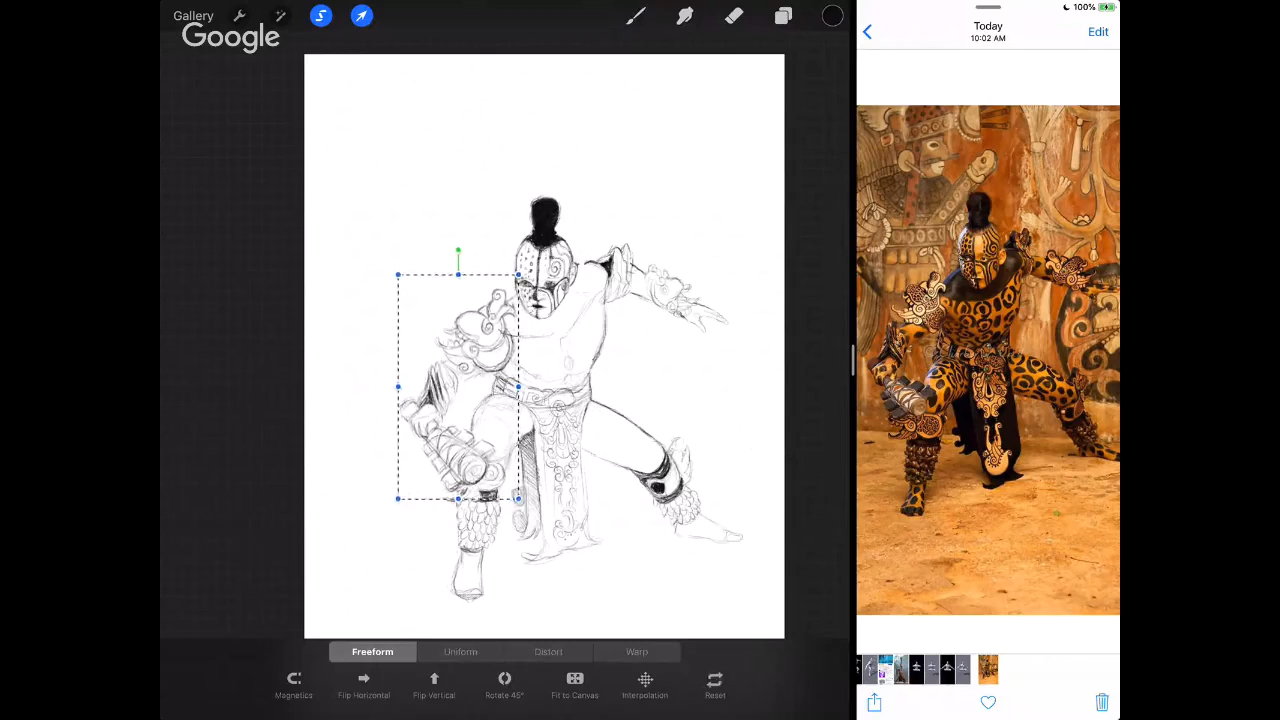 Gallery
Google
Today
10:02 AM
100%
Edit
Freeform
Uniform
Distort
Warp
Magnetics
Flip Horizontal
Flip Vertical
Rotate 45°
Fit to Canvas
Interpolation
Reset